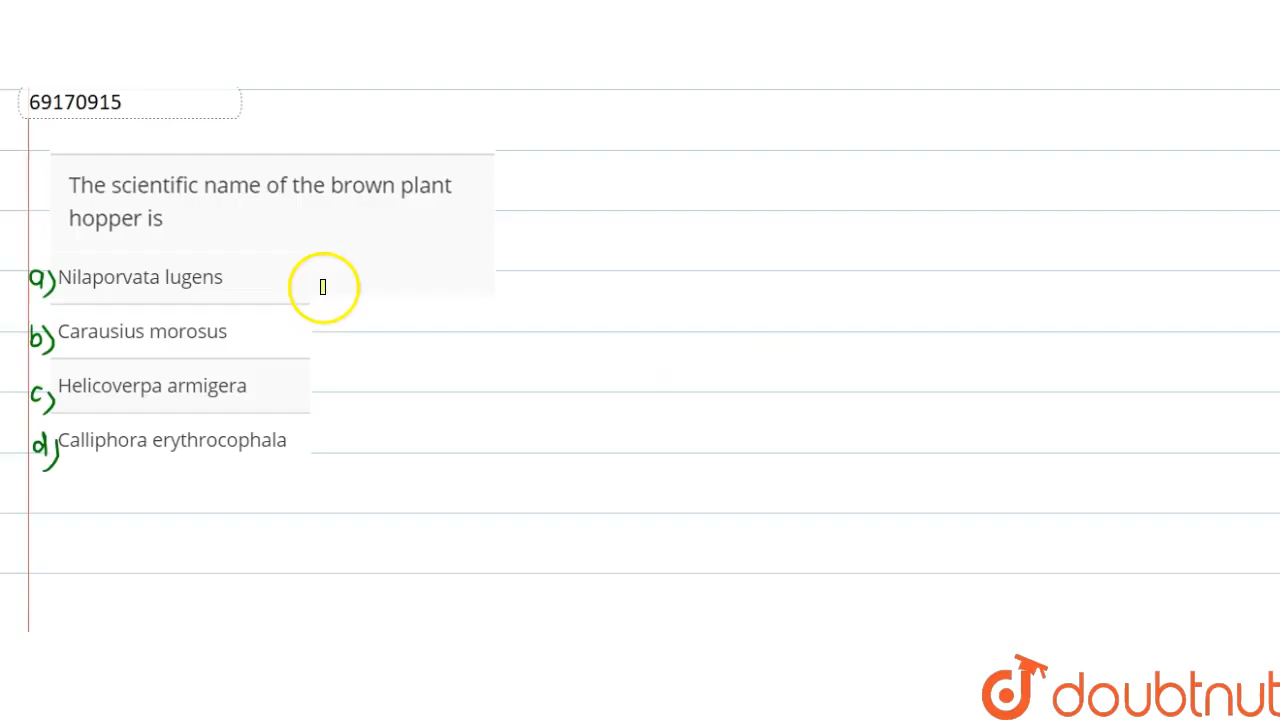 69170915
The scientific name of the brown plant
hopper is
a) Nilaporvata lugens
b) Carausius morosus
c) Helicoverpa armigera
d) Calliphora erythrocophala
doubtnut